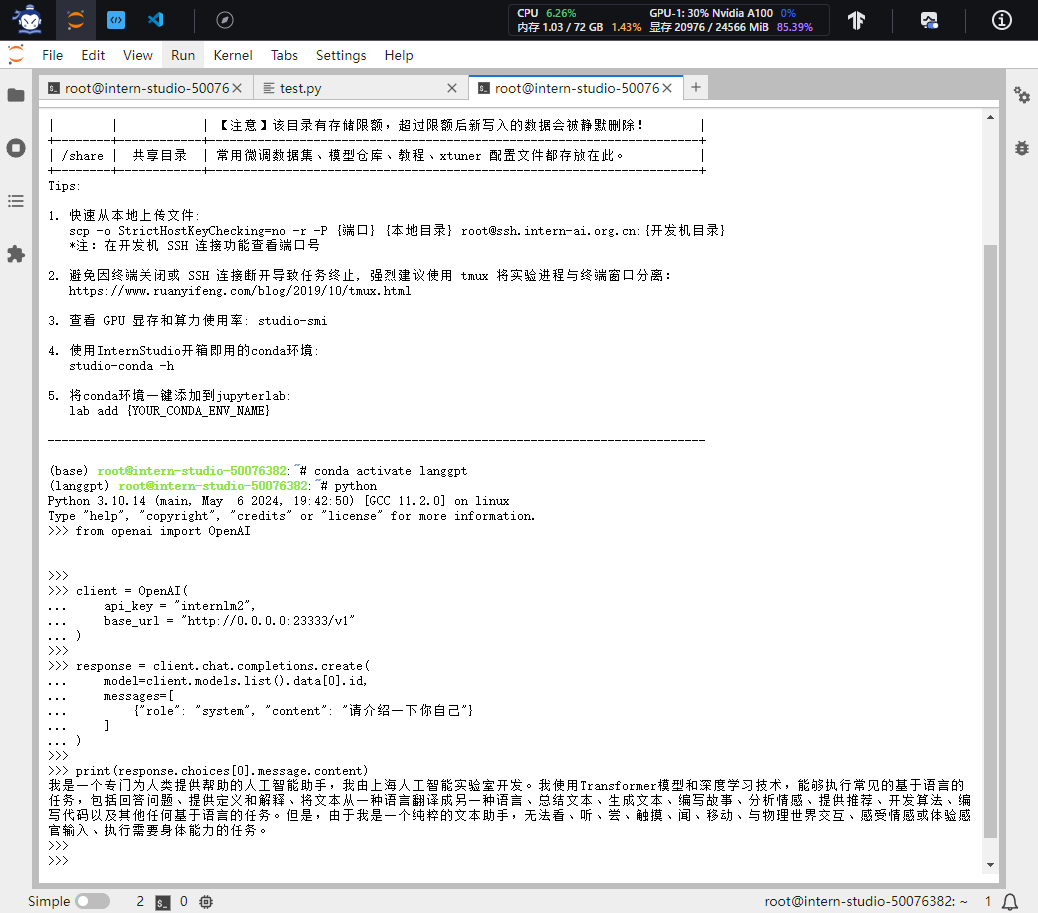 CPU 6.26% GPU-1: 30% Nvidia A100 0%
内存 1.03 / 72 GB 1.43% 显存 20976 / 24566 MiB 85.39%
File Edit View Run Kernel Tabs Settings Help
root@intern-studio-50076 test.py root@intern-studio-50076
| | | 【注意】该目录有存储限额，超过限额后新写入的数据会被静默删除！ |
| /share | 共享目录 | 常用微调数据集、模型仓库、教程、xtuner 配置文件都存放在此。 |
Tips:
1. 快速从本地上传文件:
scp -o StrictHostKeyChecking=no -r -P {端口} {本地目录} root@ssh.intern-ai.org.cn:{开发机目录}
*注: 在开发机 SSH 连接功能查看端口号
2. 避免因终端关闭或 SSH 连接断开导致任务终止, 强烈建议使用 tmux 将实验进程与终端窗口分离:
https://www.ruanyifeng.com/blog/2019/10/tmux.html
3. 查看 GPU 显存和算力使用率: studio-smi
4. 使用InternStudio开箱即用的conda环境:
studio-conda -h
5. 将conda环境一键添加到jupyterlab:
lab add {YOUR_CONDA_ENV_NAME}
(base) root@intern-studio-50076382:~# conda activate langgpt
(langgpt) root@intern-studio-50076382:~# python
Python 3.10.14 (main, May  6 2024, 19:42:50) [GCC 11.2.0] on linux
Type "help", "copyright", "credits" or "license" for more information.
>>> from openai import OpenAI
>>>
>>> client = OpenAI(
...     api_key = "internlm2",
...     base_url = "http://0.0.0.0:23333/v1"
... )
>>>
>>> response = client.chat.completions.create(
...     model=client.models.list().data[0].id,
...     messages=[
...         {"role": "system", "content": "请介绍一下你自己"}
...     ]
... )
>>>
>>> print(response.choices[0].message.content)
我是一个专门为人类提供帮助的人工智能助手，我由上海人工智能实验室开发。我使用Transformer模型和深度学习技术，能够执行常见的基于语言的
任务，包括回答问题、提供定义和解释、将文本从一种语言翻译成另一种语言、总结文本、生成文本、编写故事、分析情感、提供推荐、开发算法、编
写代码以及其他任何基于语言的任务。但是，由于我是一个纯粹的文本助手，无法看、听、尝、触摸、闻、移动、与物理世界交互、感受情感或体验感
官输入、执行需要身体能力的任务。
>>>
>>>
Simple 2 0 root@intern-studio-50076382: ~ 1